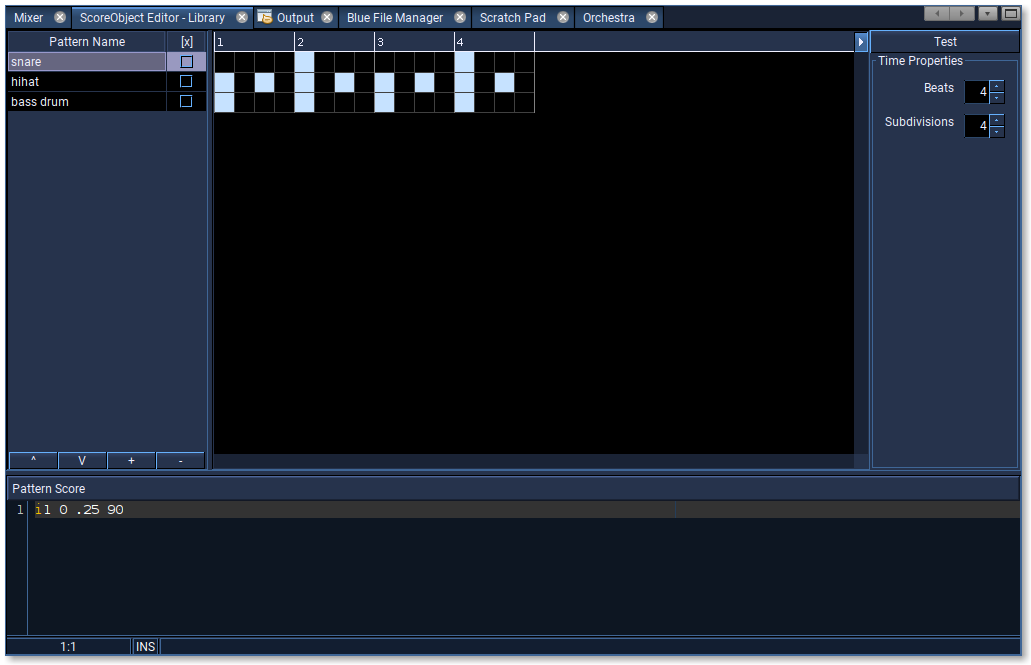 Mixer ScoreObject Editor - Library Output Blue File Manager Scratch Pad Orchestra
Pattern Name [x]
1 2 3 4
Test
snare
hihat
bass drum
Time Properties
Beats 4
Subdivisions 4
^ V + -
Pattern Score
1 i1 0 .25 90
1:1 INS